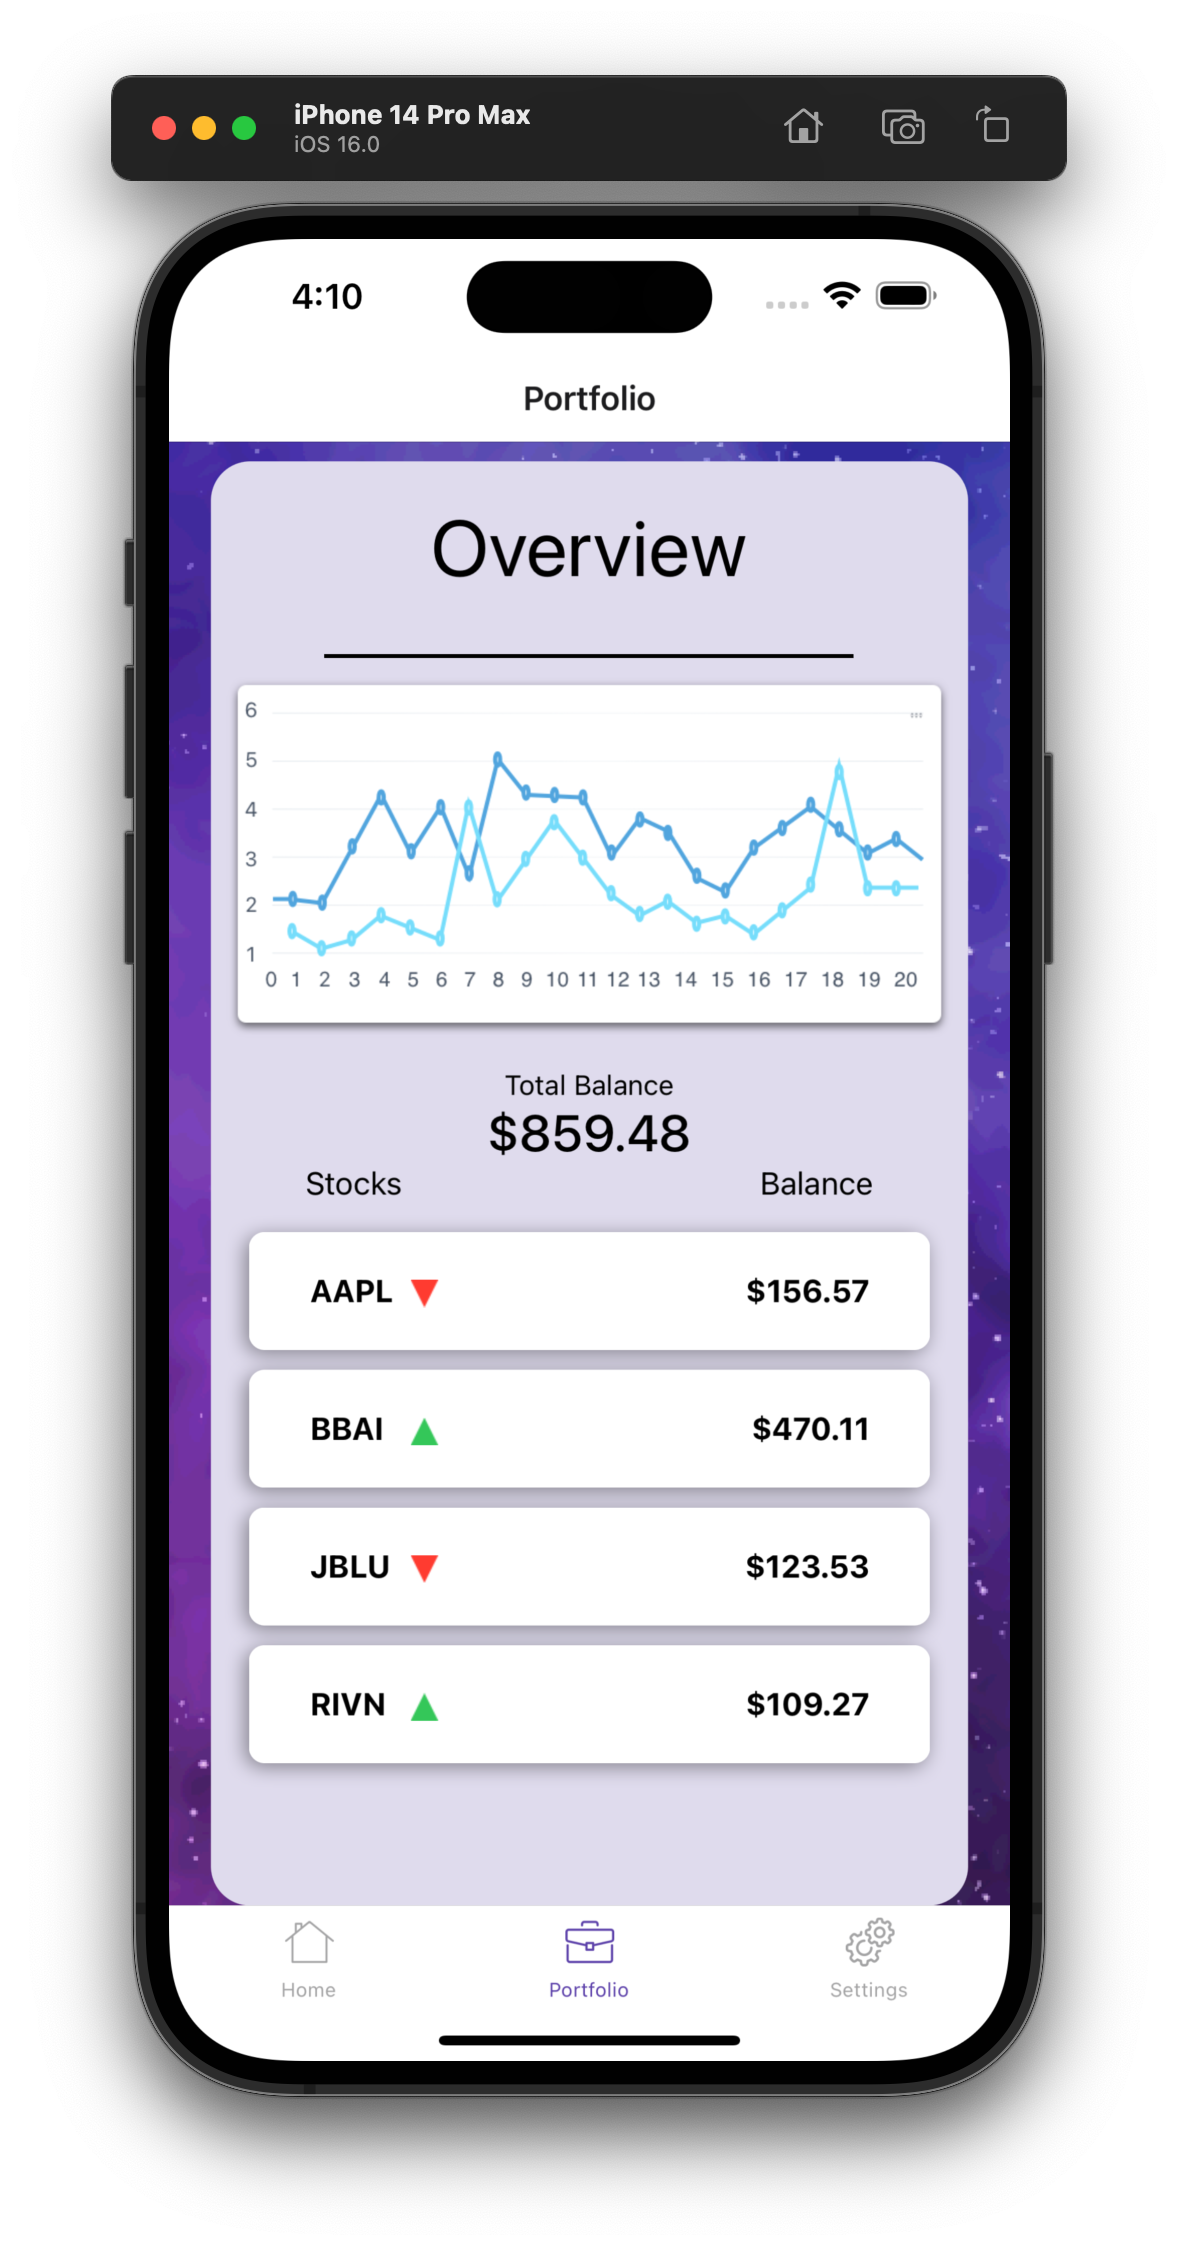 iPhone 14 Pro Max
iOS 16.0
4:10
Portfolio
Overview
6
5
4
3
2
1
0 1 2 3 4 5 6 7 8 9 10 11 12 13 14 15 16 17 18 19 20
Total Balance
$859.48
Stocks Balance
AAPL $156.57
BBAI $470.11
JBLU $123.53
RIVN $109.27
Home Portfolio Settings